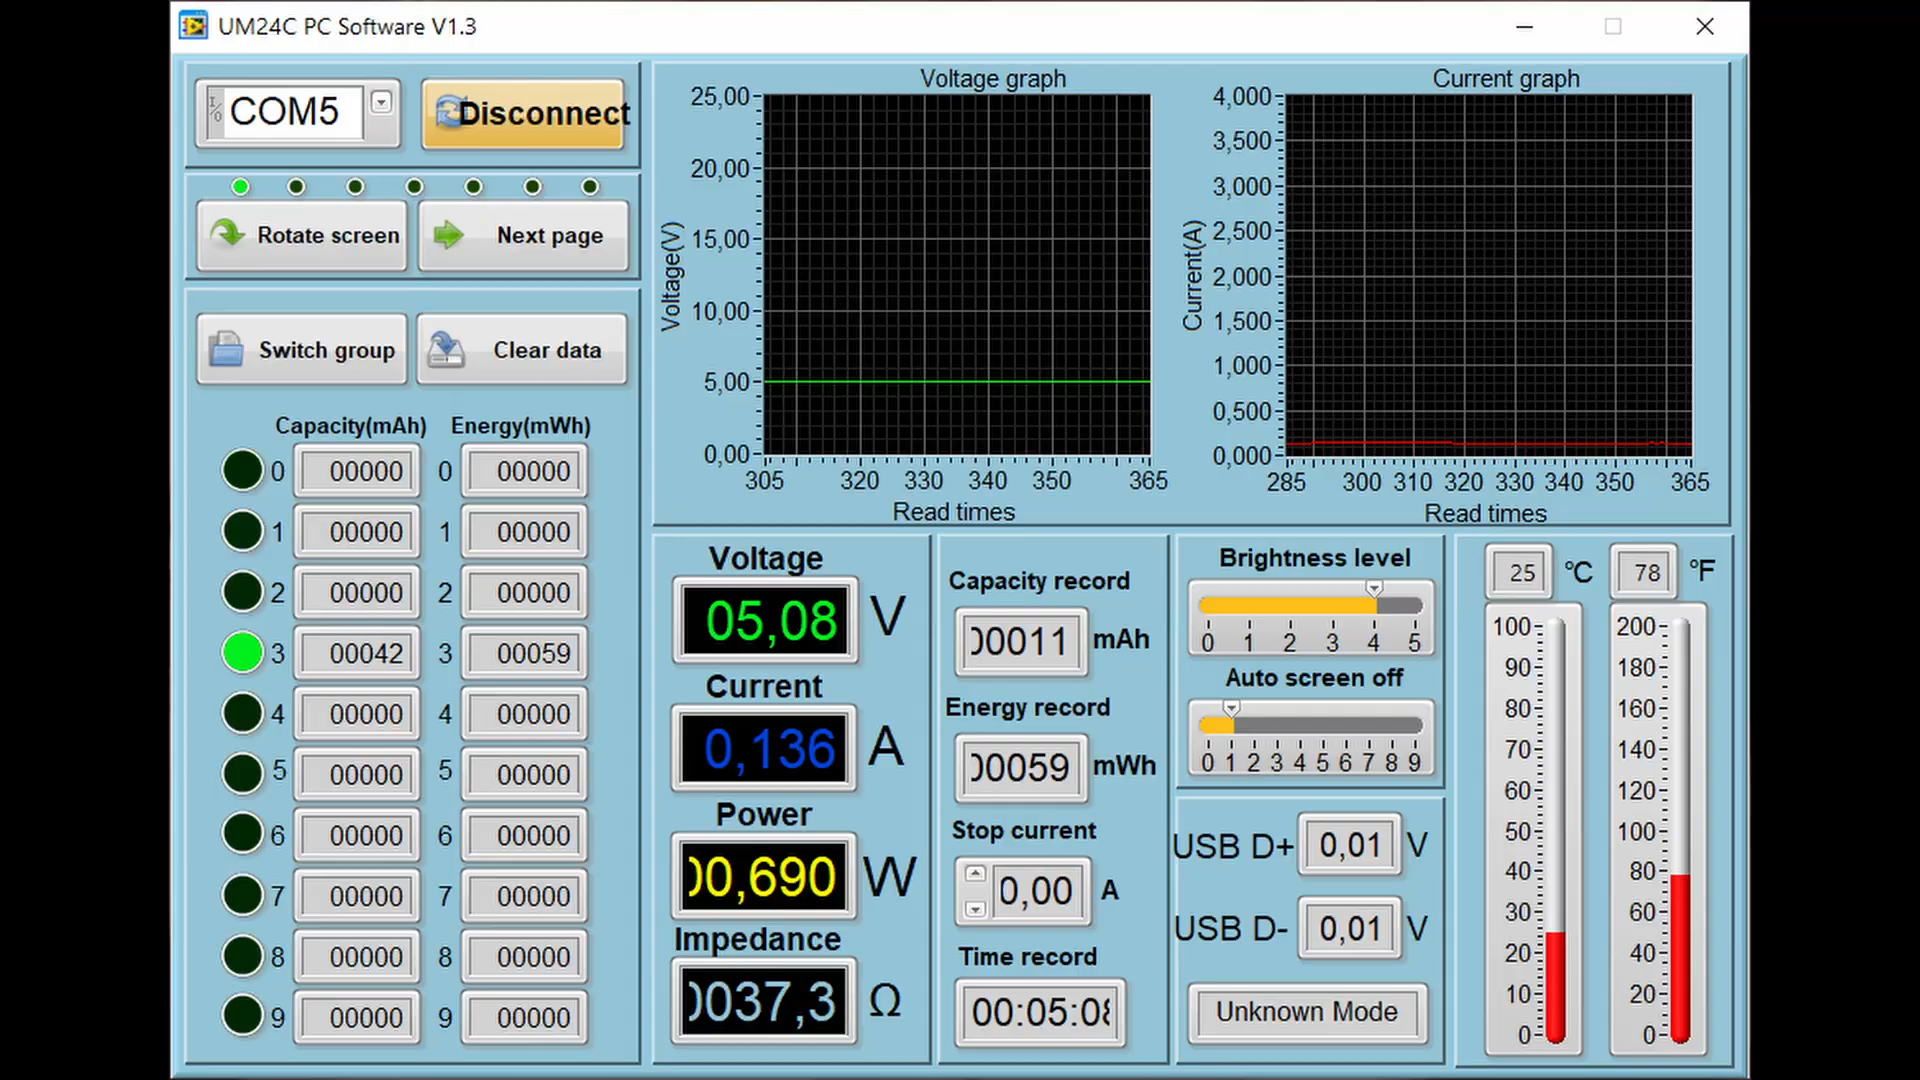 UM24C PC Software V1.3
COM5
Disconnect
Rotate screen
Next page
Switch group
Clear data
Capacity(mAh) Energy(mWh)
0 00000 0 00000
1 00000 1 00000
2 00000 2 00000
3 00042 3 00059
4 00000 4 00000
5 00000 5 00000
6 00000 6 00000
7 00000 7 00000
8 00000 8 00000
9 00000 9 00000
Voltage graph
Voltage(V)
25,00
20,00
15,00
10,00
5,00
0,00
305 320 330 340 350 365
Read times
Current graph
Current(A)
4,000
3,500
3,000
2,500
2,000
1,500
1,000
0,500
0,000
285 300 310 320 330 340 350 365
Read times
Voltage
05,08 V
Current
0,136 A
Power
00,690 W
Impedance
0037,3 Ω
Capacity record
00011 mAh
Energy record
00059 mWh
Stop current
0,00 A
Time record
00:05:08
Brightness level
0 1 2 3 4 5
Auto screen off
0 1 2 3 4 5 6 7 8 9
USB D+ 0,01 V
USB D- 0,01 V
Unknown Mode
25 °C
100
90
80
70
60
50
40
30
20
10
0
78 °F
200
180
160
140
120
100
80
60
40
20
0